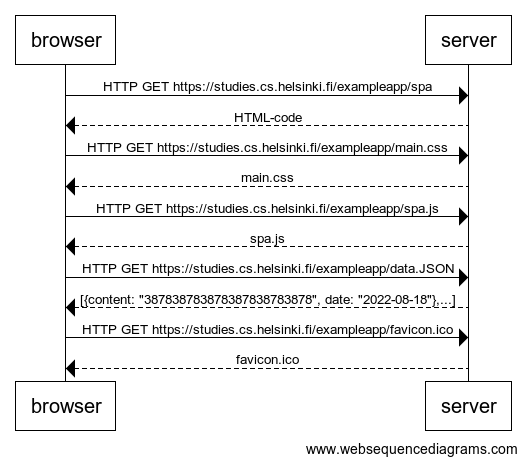 browser server
HTTP GET https://studies.cs.helsinki.fi/exampleapp/spa
HTML-code
HTTP GET https://studies.cs.helsinki.fi/exampleapp/main.css
main.css
HTTP GET https://studies.cs.helsinki.fi/exampleapp/spa.js
spa.js
HTTP GET https://studies.cs.helsinki.fi/exampleapp/data.JSON
[{content: "387838783878378387838783878", date: "2022-08-18"},...]
HTTP GET https://studies.cs.helsinki.fi/exampleapp/favicon.ico
favicon.ico
browser server
www.websequencediagrams.com